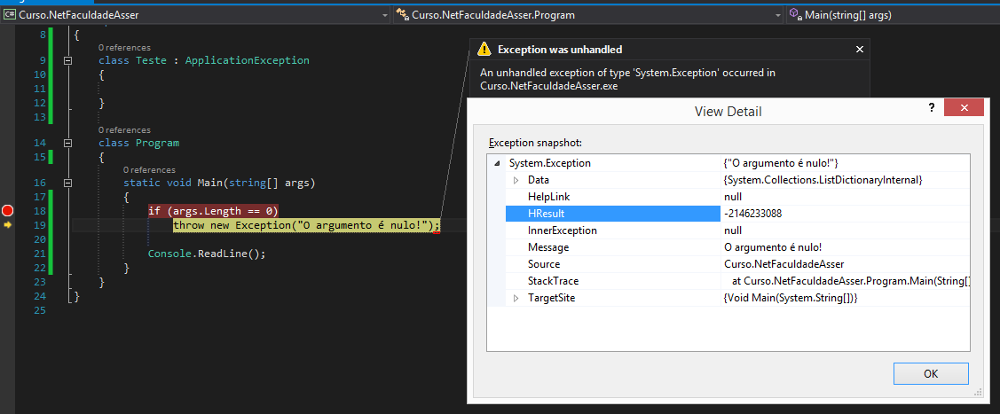 C# Curso.NetFaculdadeAsser
Curso.NetFaculdadeAsser.Program
Main(string[] args)
8 {
0 references
9 class Teste : ApplicationException
10 {
11
12 }
13
0 references
14 class Program
15 {
0 references
16 static void Main(string[] args)
17 {
18 if (args.Length == 0)
19 throw new Exception("O argumento é nulo!");
20
21 Console.ReadLine();
22 }
23 }
24 }
25
Exception was unhandled
An unhandled exception of type 'System.Exception' occurred in
Curso.NetFaculdadeAsser.exe
View Detail
?
Exception snapshot:
System.Exception {"O argumento é nulo!"}
Data {System.Collections.ListDictionaryInternal}
HelpLink null
HResult -2146233088
InnerException null
Message O argumento é nulo!
Source Curso.NetFaculdadeAsser
StackTrace at Curso.NetFaculdadeAsser.Program.Main(String[]
TargetSite {Void Main(System.String[])}
OK